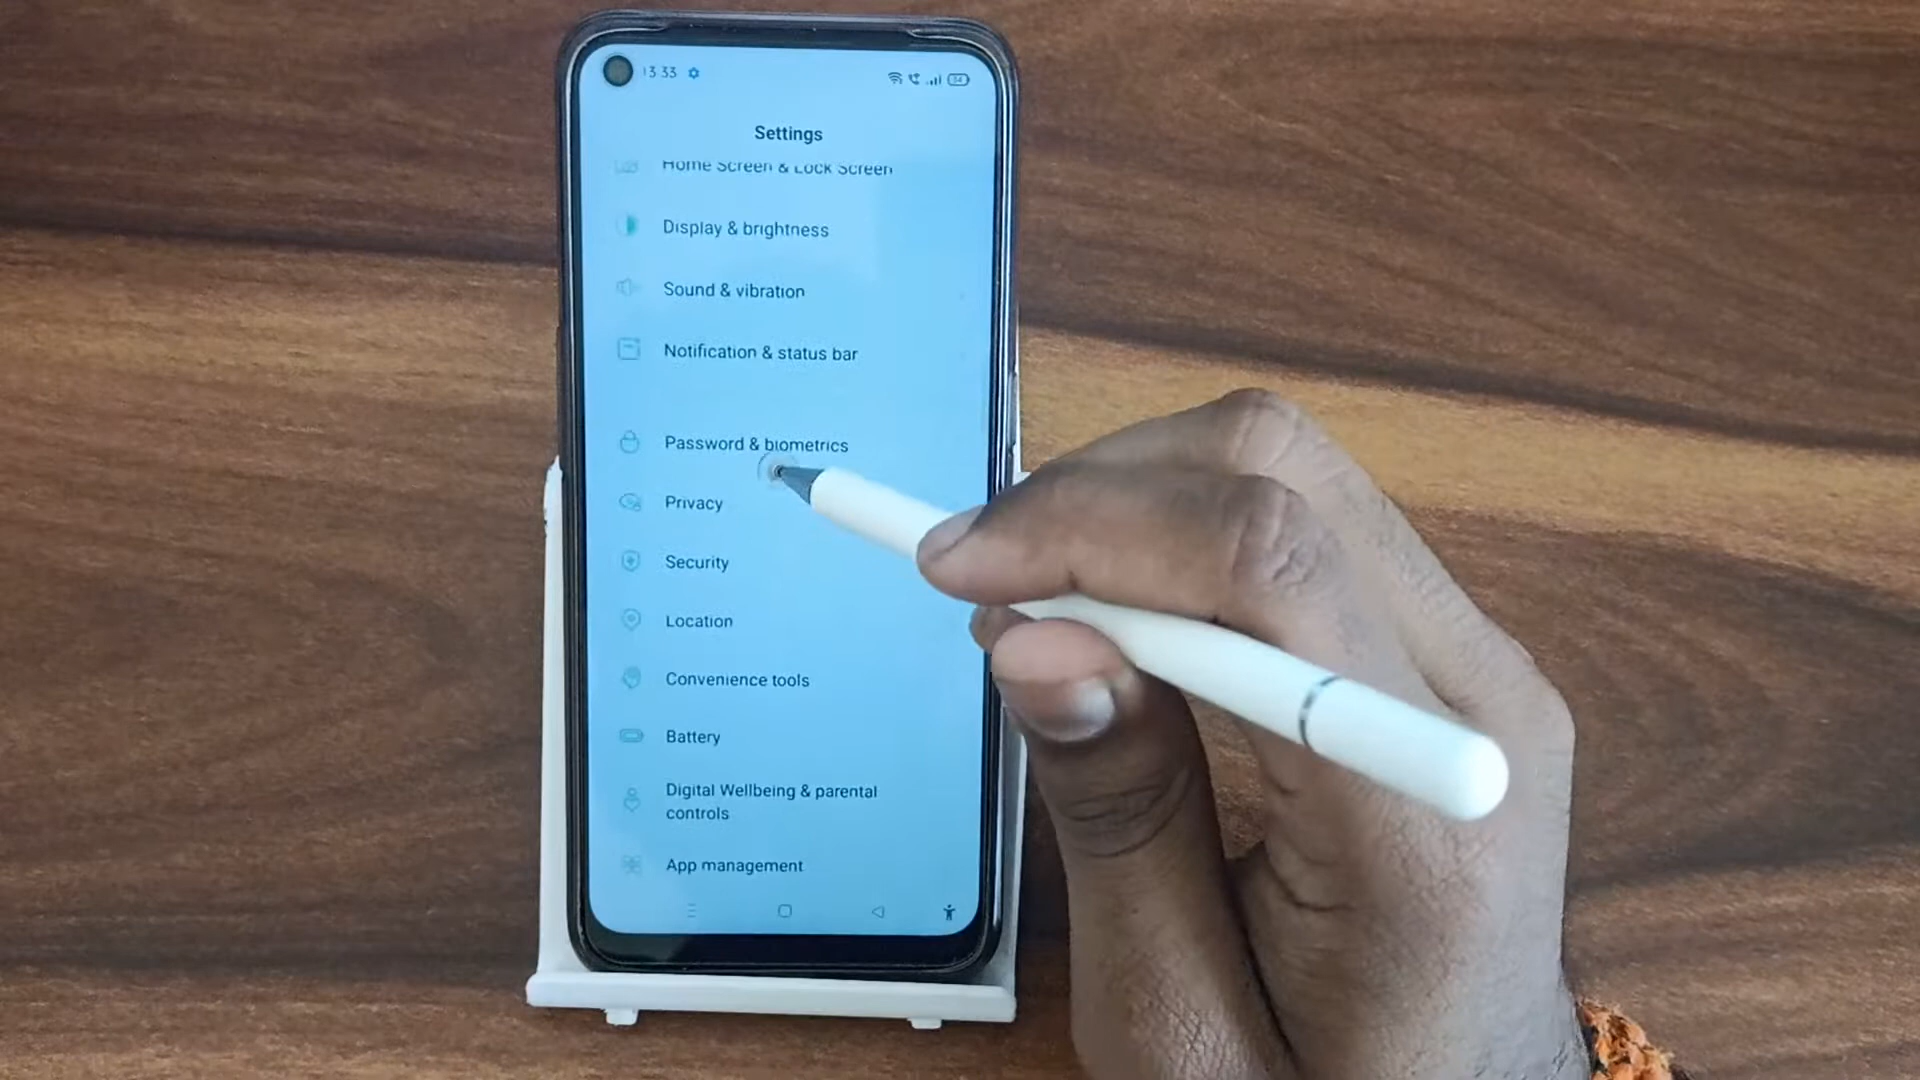 13 33
54
Settings
Home Screen & Lock Screen
Display & brightness
Sound & vibration
Notification & status bar
Password & biometrics
Privacy
Security
Location
Convenience tools
Battery
Digital Wellbeing & parental
controls
App management